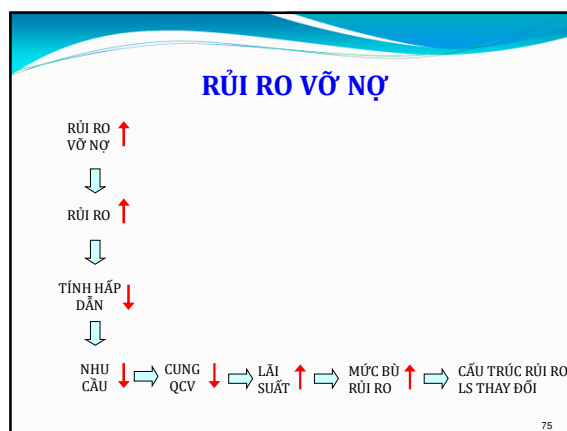 RỦI RO VỠ NỢ
RỦI RO
VỠ NỢ
RỦI RO
TÍNH HẤP
DẪN
NHU
CẦU
CUNG
QCV
LÃI
SUẤT
MỨC BÙ
RỦI RO
CẤU TRÚC RỦI RO
LS THAY ĐỔI
75